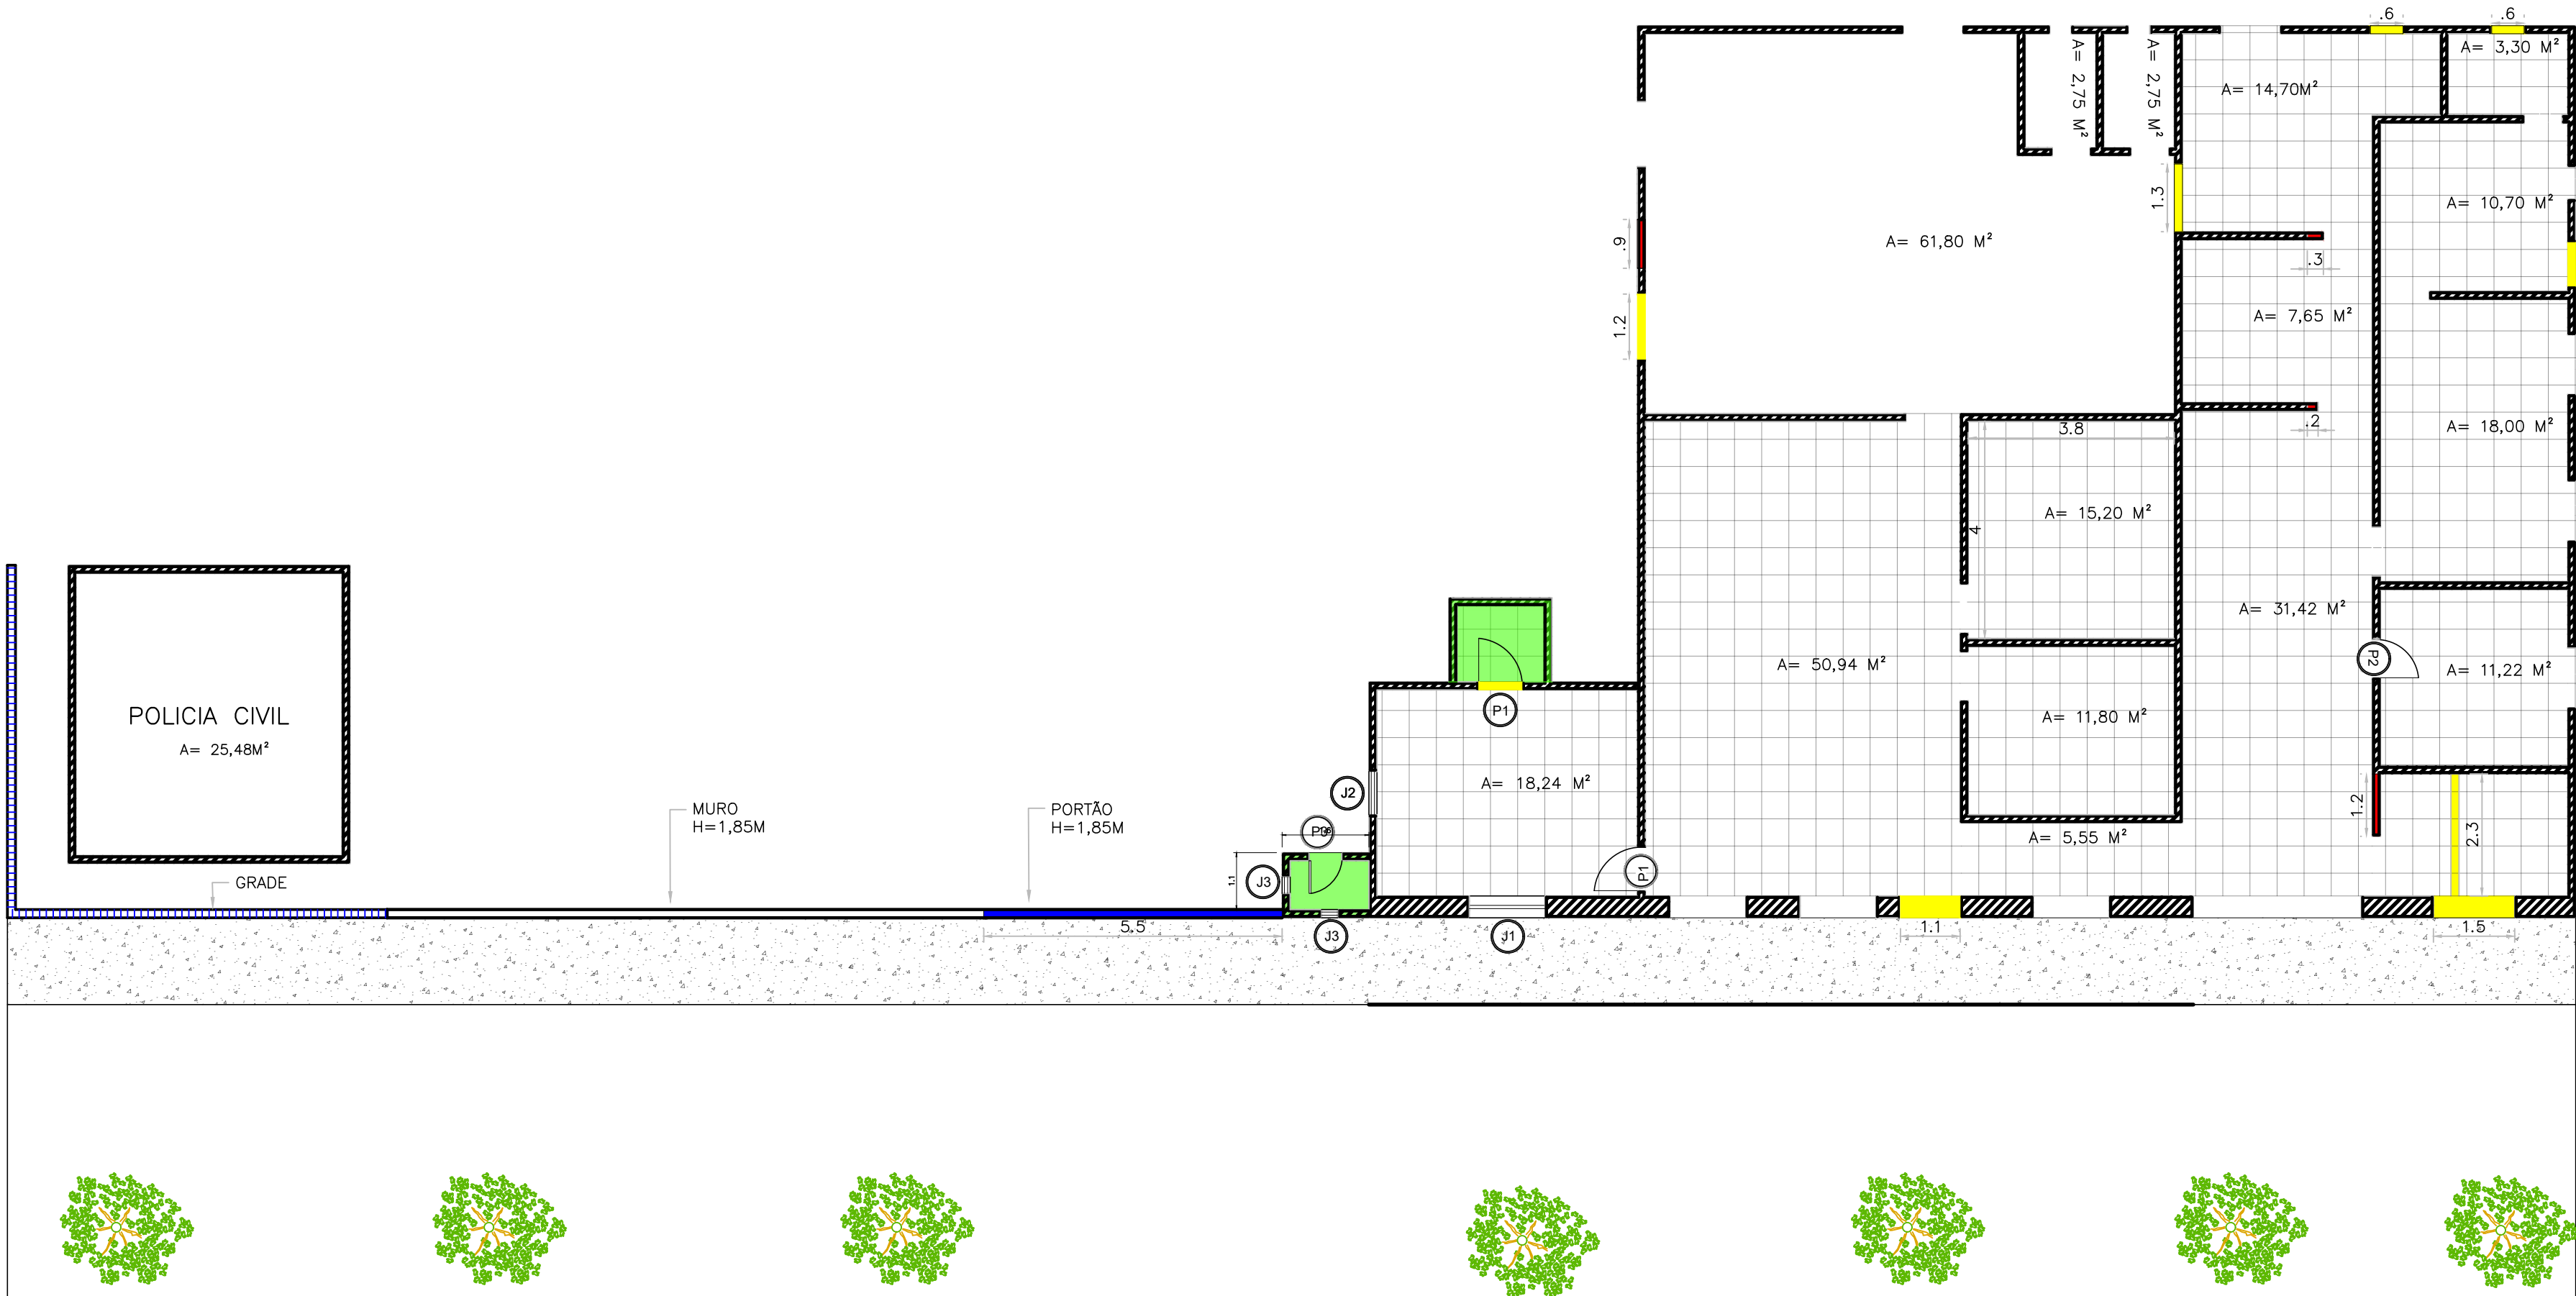 .6
.6
A= 3,30 M²
A= 2,75 M²
A= 2,75 M²
A= 14,70M²
1.3
A= 10,70 M²
.9
A= 61,80 M²
.3
1.2
A= 7,65 M²
.2
3.8
A= 18,00 M²
4
A= 15,20 M²
A= 31,42 M²
A= 50,94 M²
P2
A= 11,22 M²
POLICIA CIVIL
A= 25,48M²
P1
A= 11,80 M²
A= 18,24 M²
J2
MURO
H=1,85M
PORTÃO
H=1,85M
1.2
2.3
A= 5,55 M²
GRADE
1.1
J3
P1
5.5
J3
J1
1.1
1.5